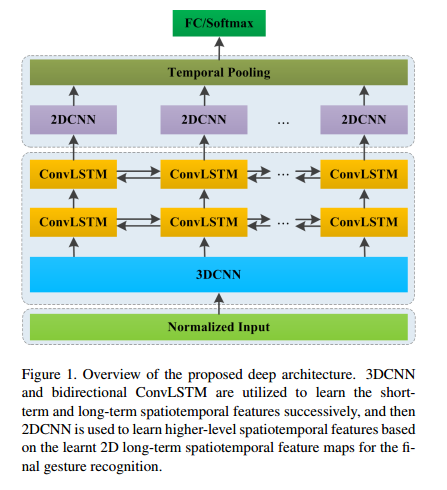 FC/Softmax
Temporal Pooling
2DCNN 2DCNN ... 2DCNN
ConvLSTM ConvLSTM ... ConvLSTM
ConvLSTM ConvLSTM ... ConvLSTM
3DCNN
Normalized Input
Figure 1. Overview of the proposed deep architecture. 3DCNN
and bidirectional ConvLSTM are utilized to learn the short-
term and long-term spatiotemporal features successively, and then
2DCNN is used to learn higher-level spatiotemporal features based
on the learnt 2D long-term spatiotemporal feature maps for the fi-
nal gesture recognition.